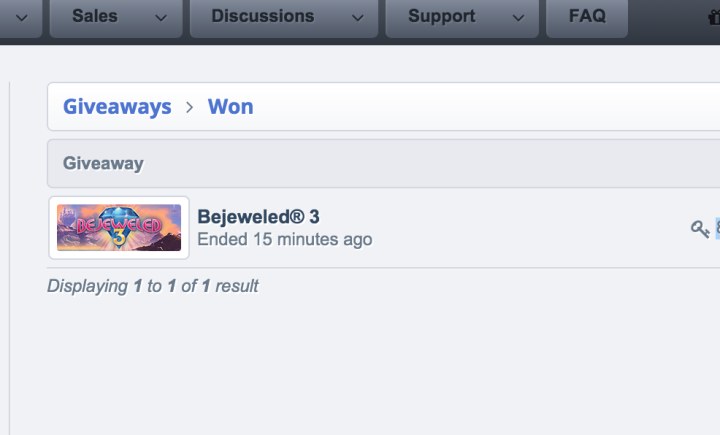 Sales
Discussions
Support
FAQ
Giveaways > Won
Giveaway
BEJEWELED
3
Bejeweled® 3
Ended 15 minutes ago
Displaying 1 to 1 of 1 result